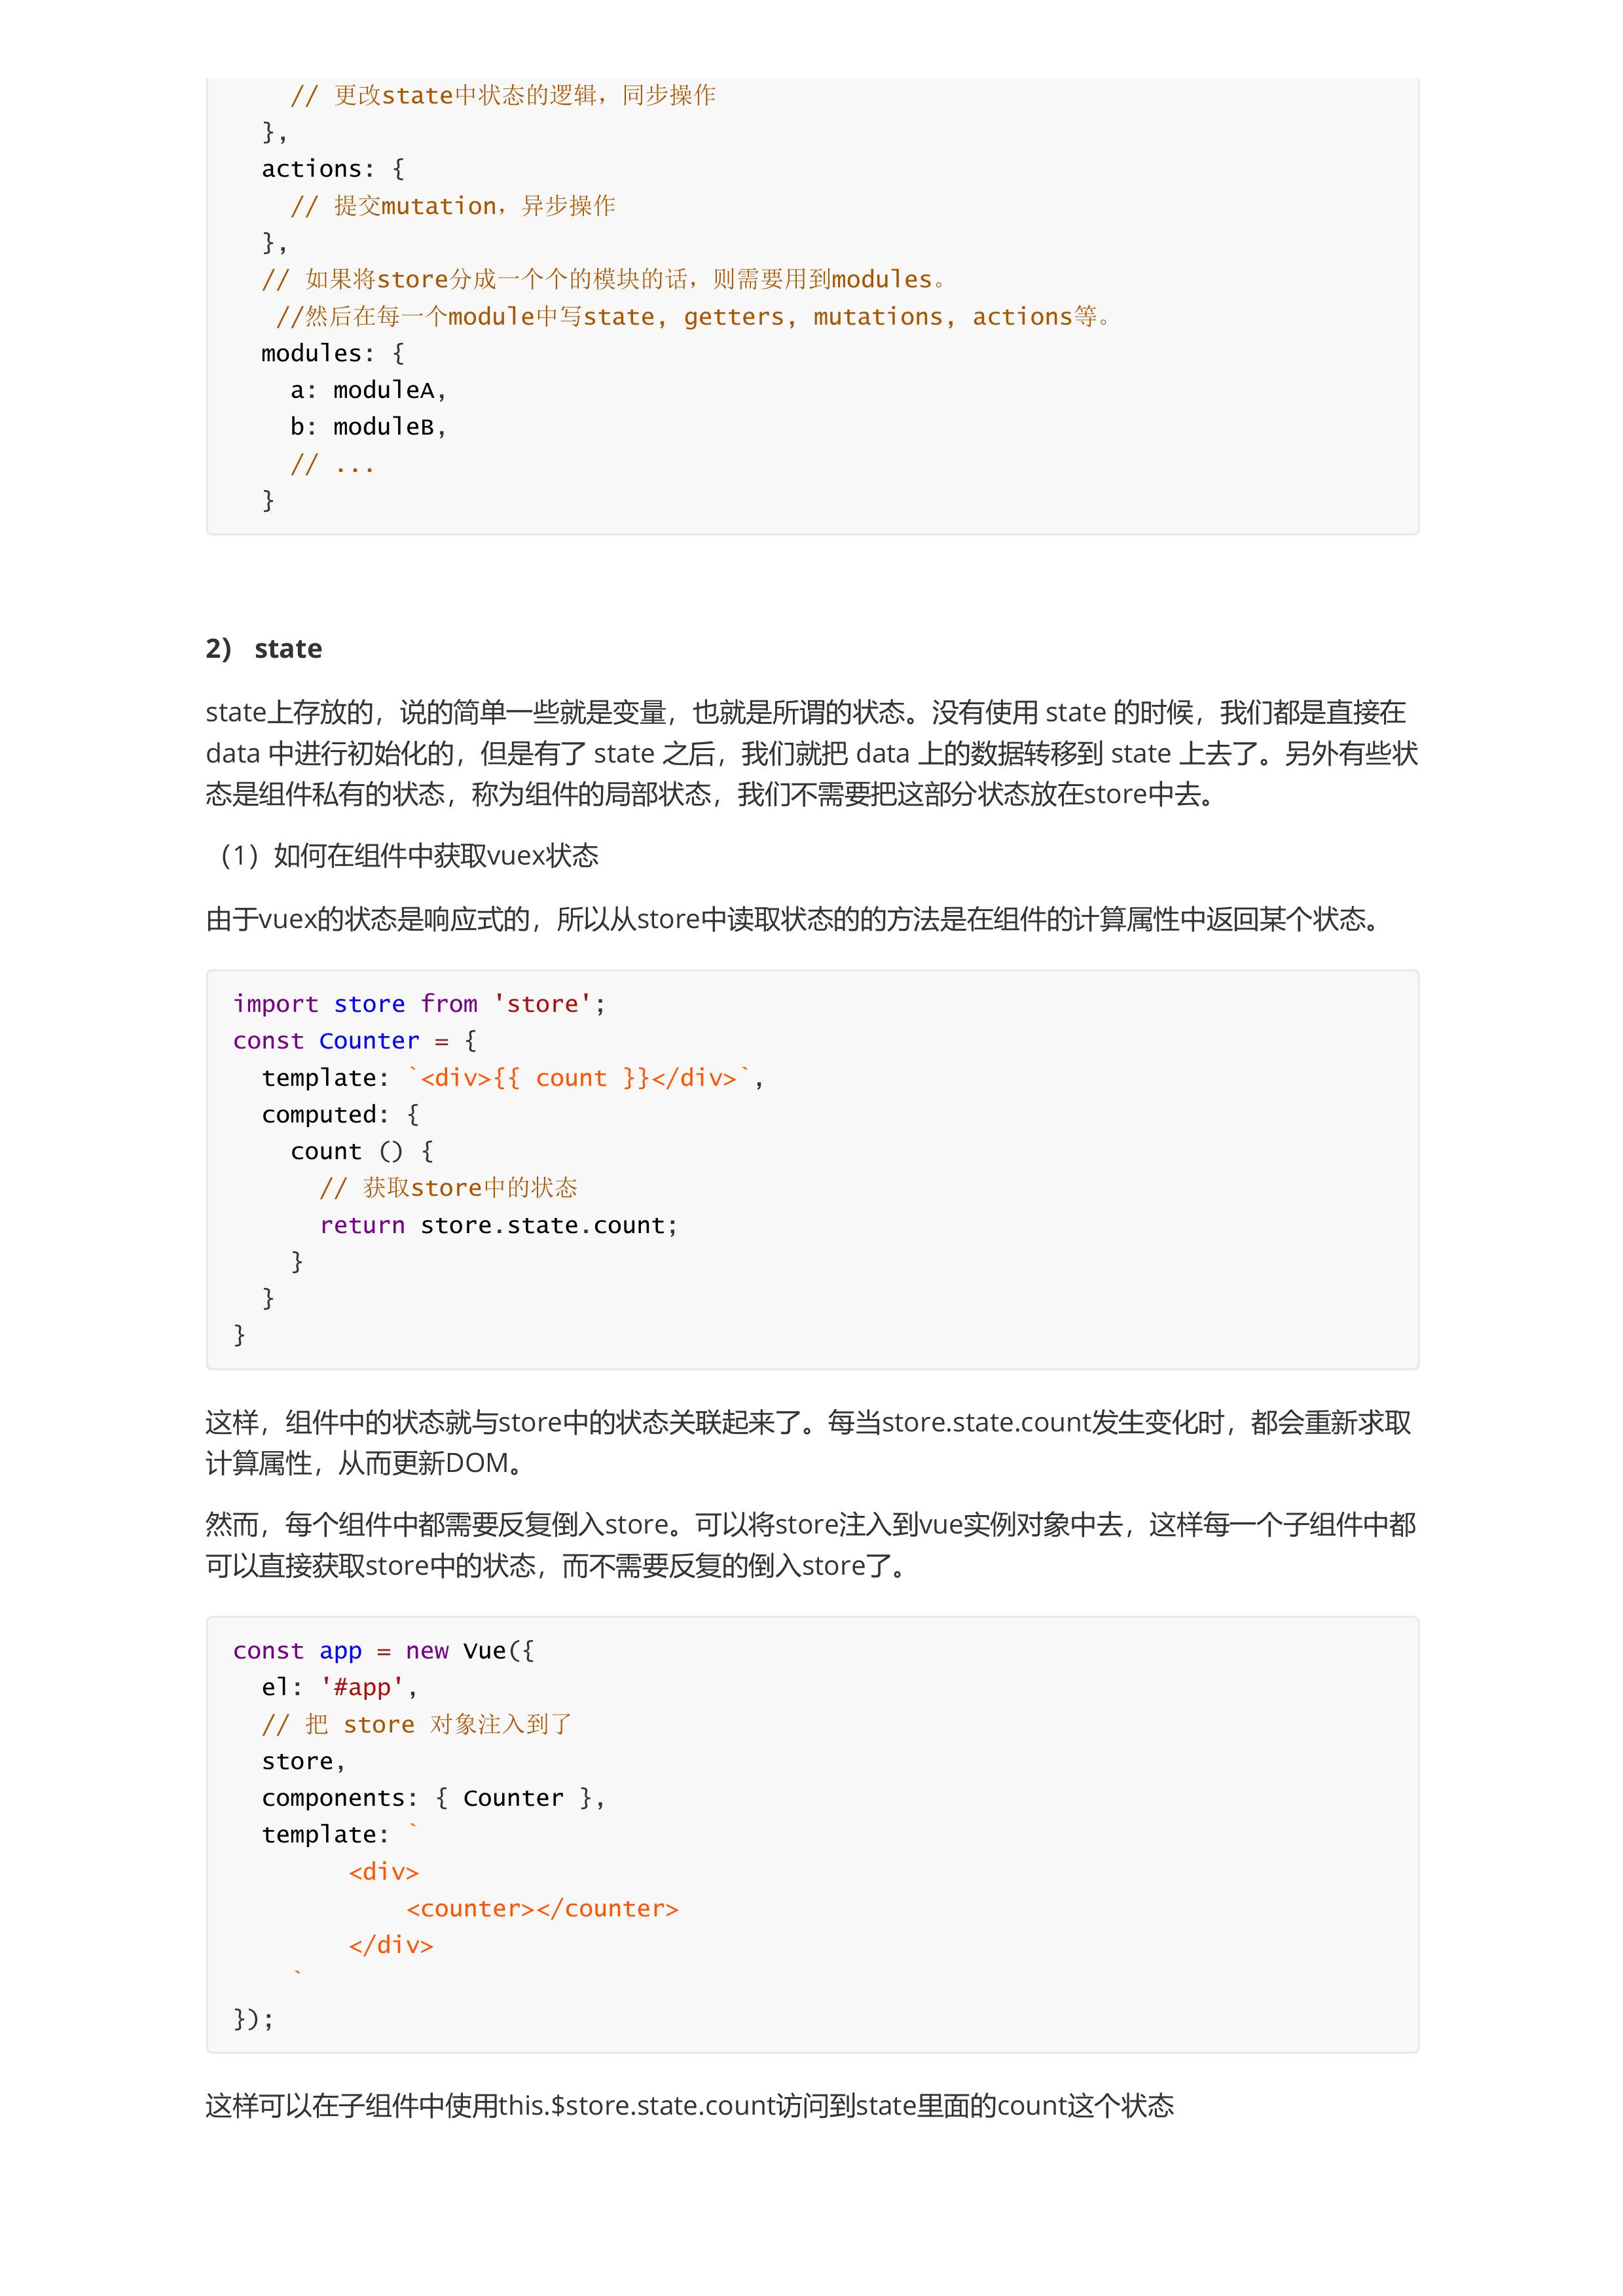 // 更改state中状态的逻辑，同步操作
  },
  actions: {
    // 提交mutation，异步操作
  },
  // 如果将store分成一个个的模块的话，则需要用到modules。
   //然后在每一个module中写state, getters, mutations, actions等。
  modules: {
    a: moduleA,
    b: moduleB,
    // ...
  }
2） state
state上存放的，说的简单一些就是变量，也就是所谓的状态。没有使用 state 的时候，我们都是直接在
data 中进行初始化的，但是有了 state 之后，我们就把 data 上的数据转移到 state 上去了。另外有些状
态是组件私有的状态，称为组件的局部状态，我们不需要把这部分状态放在store中去。
（1）如何在组件中获取vuex状态
由于vuex的状态是响应式的，所以从store中读取状态的的方法是在组件的计算属性中返回某个状态。
import store from 'store';
const Counter = {
  template: `<div>{{ count }}</div>`,
  computed: {
    count () {
      // 获取store中的状态
      return store.state.count;
    }
  }
}
这样，组件中的状态就与store中的状态关联起来了。每当store.state.count发生变化时，都会重新求取
计算属性，从而更新DOM。
然而，每个组件中都需要反复倒入store。可以将store注入到vue实例对象中去，这样每一个子组件中都
可以直接获取store中的状态，而不需要反复的倒入store了。
const app = new Vue({
  el: '#app',
  // 把 store 对象注入到了
  store,
  components: { Counter },
  template: `
        <div>
            <counter></counter>
        </div>
    `
});
这样可以在子组件中使用this.$store.state.count访问到state里面的count这个状态